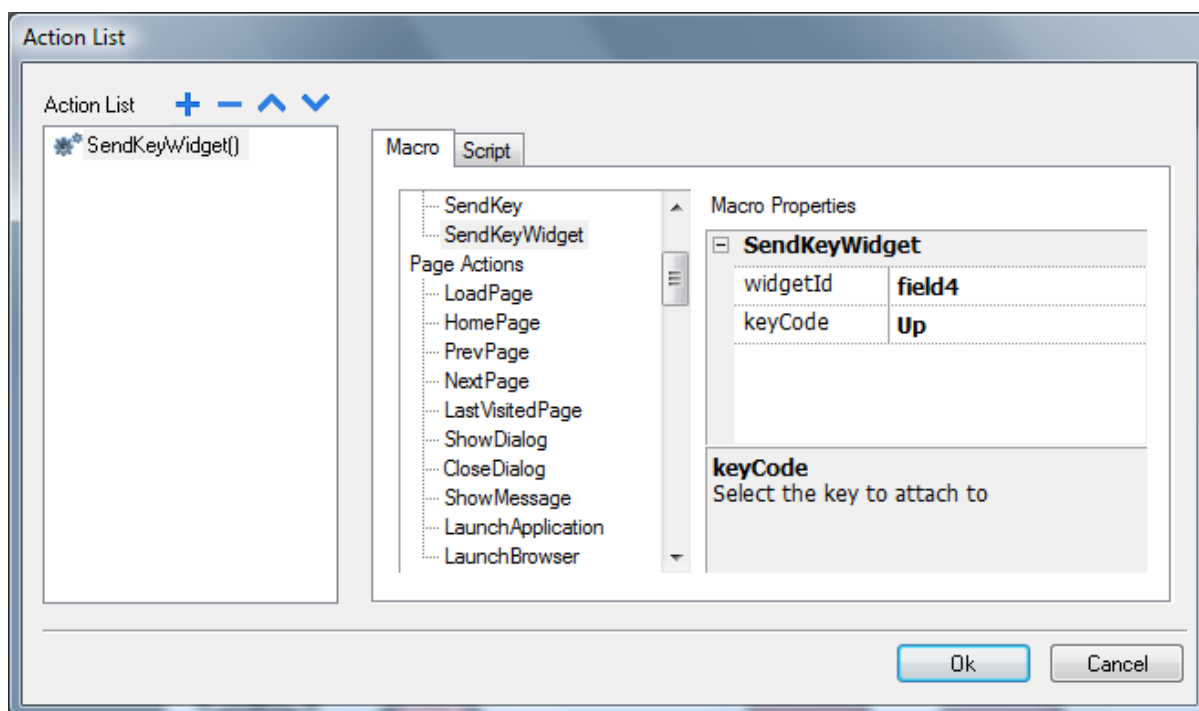 Action List
Action List
SendKeyWidget()
Macro
Script
SendKey
SendKeyWidget
Page Actions
LoadPage
HomePage
PrevPage
NextPage
LastVisitedPage
ShowDialog
CloseDialog
ShowMessage
LaunchApplication
LaunchBrowser
Macro Properties
SendKeyWidget
widgetId field4
keyCode Up
keyCode
Select the key to attach to
Ok
Cancel